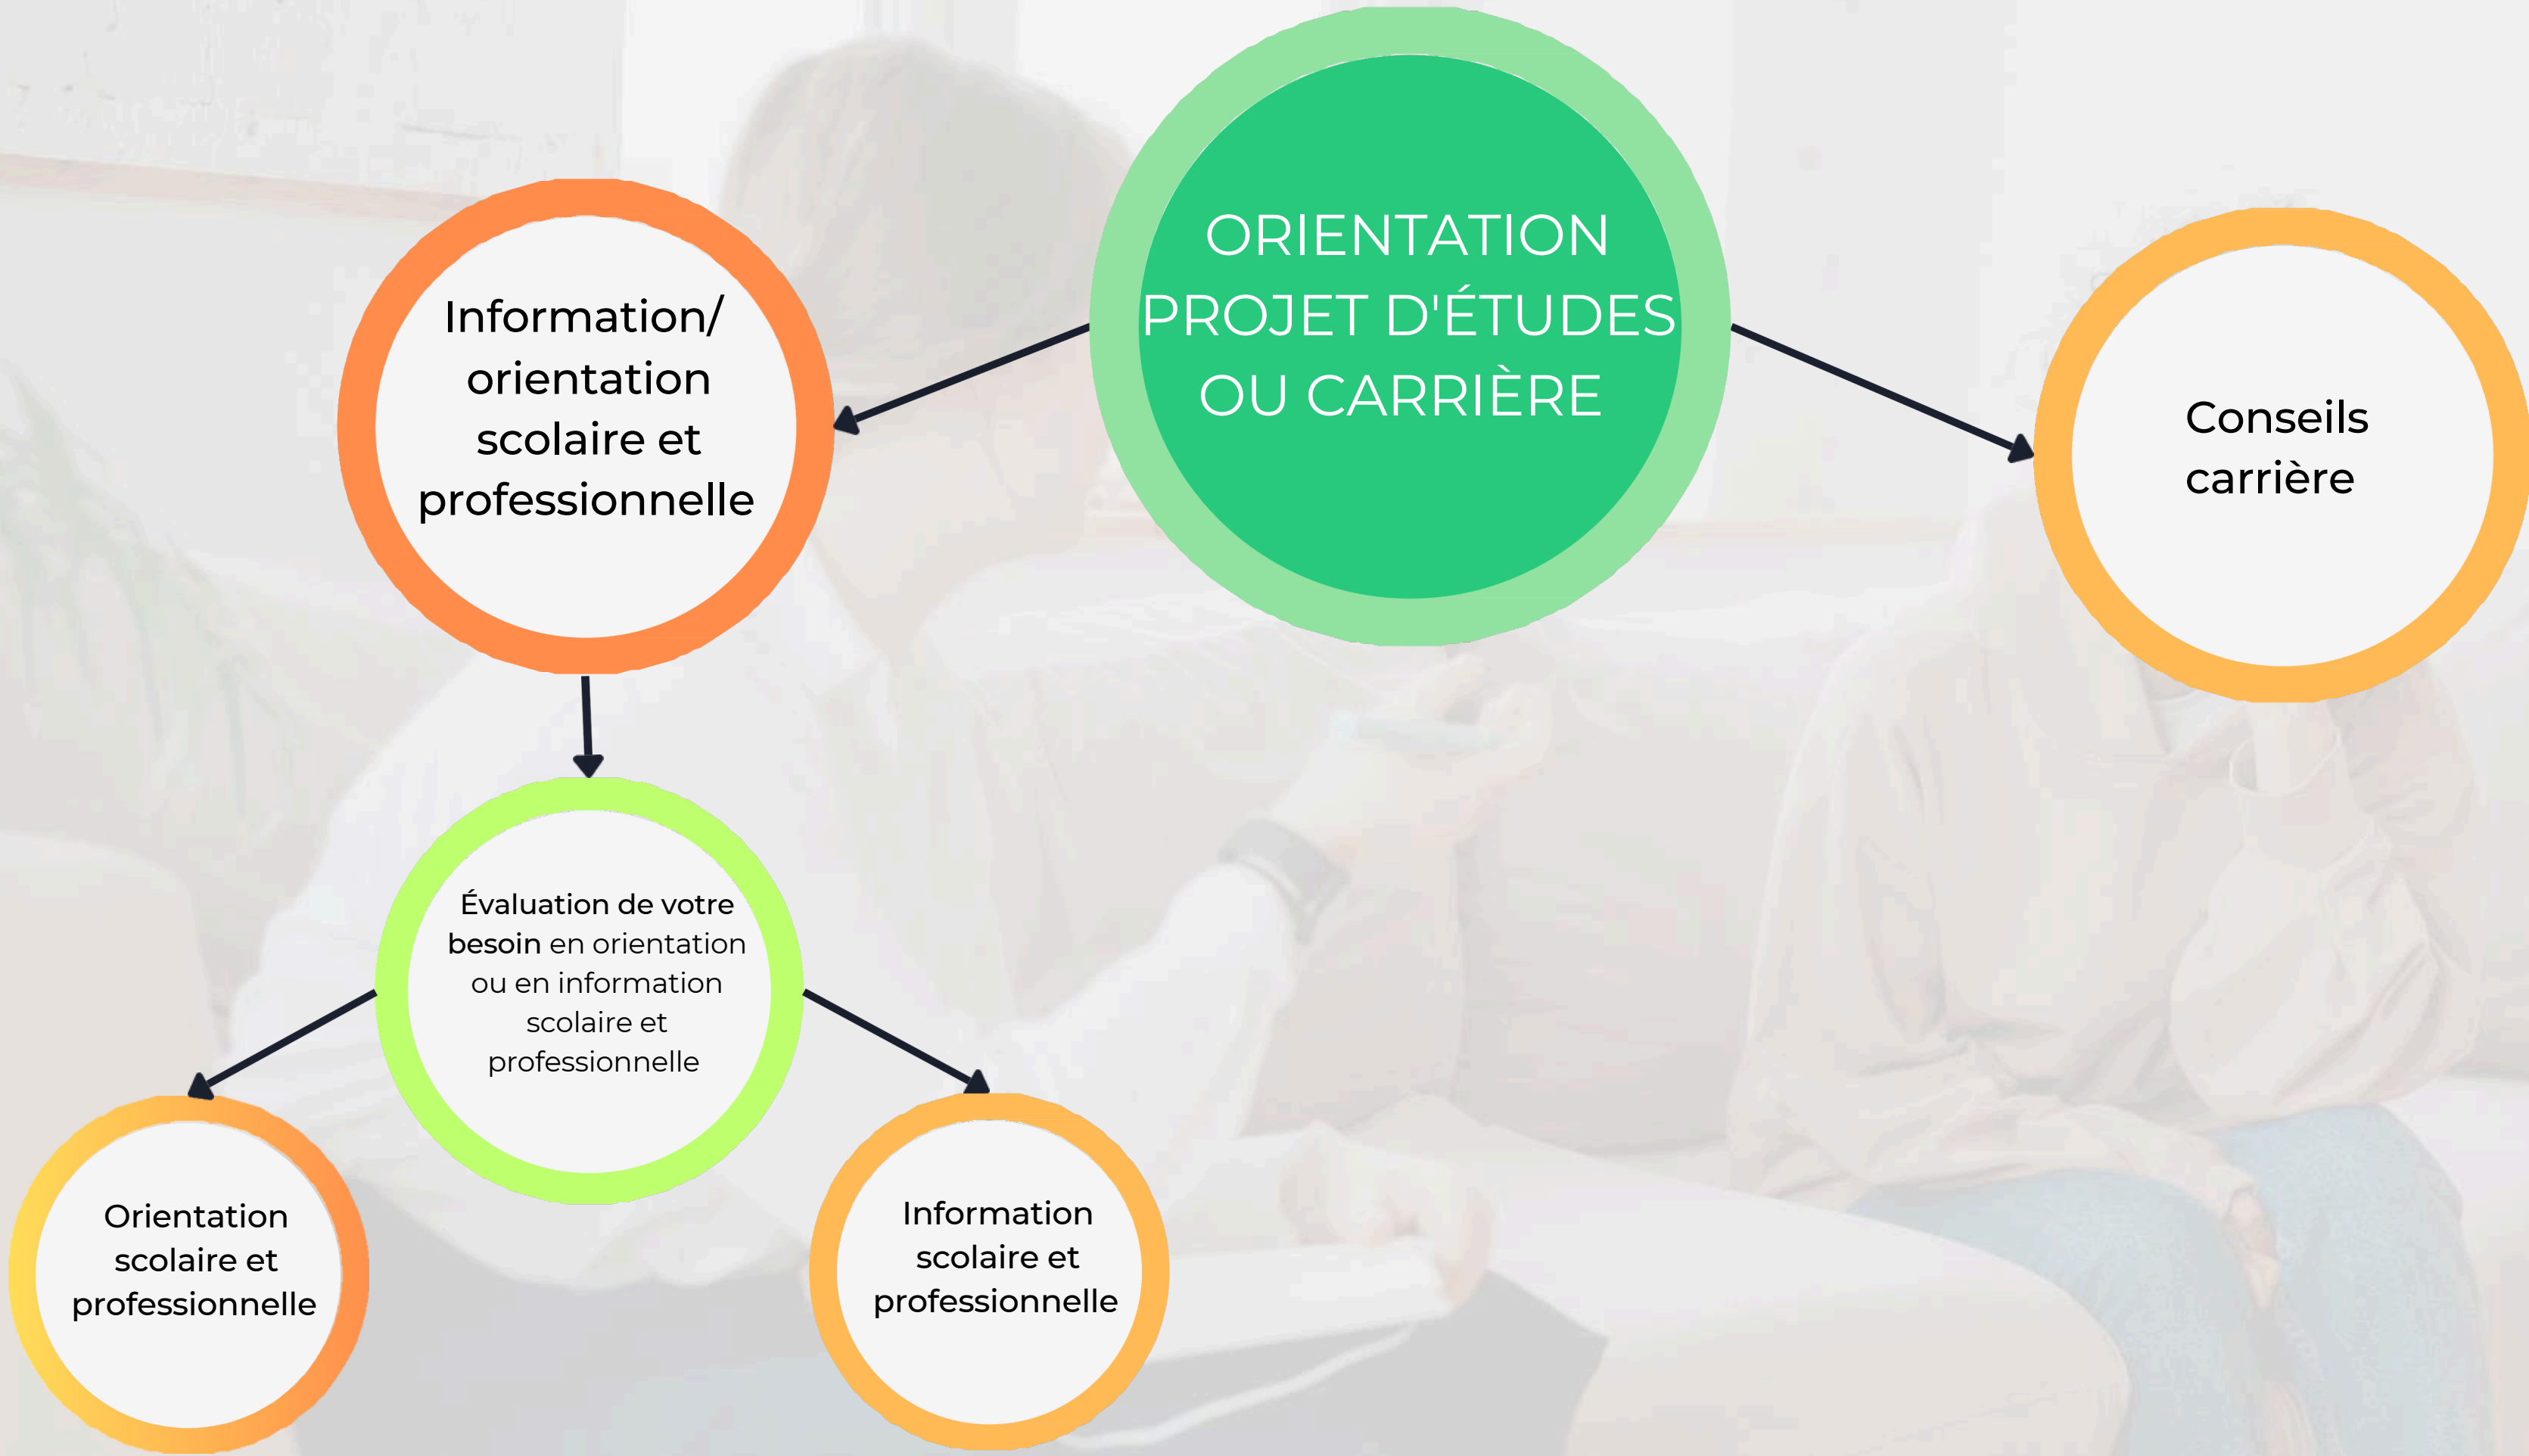 ORIENTATION
PROJET D'ÉTUDES
OU CARRIÈRE
Information/
orientation
scolaire et
professionnelle
Conseils
carrière
Évaluation de votre
besoin en orientation
ou en information
scolaire et
professionnelle
Orientation
scolaire et
professionnelle
Information
scolaire et
professionnelle